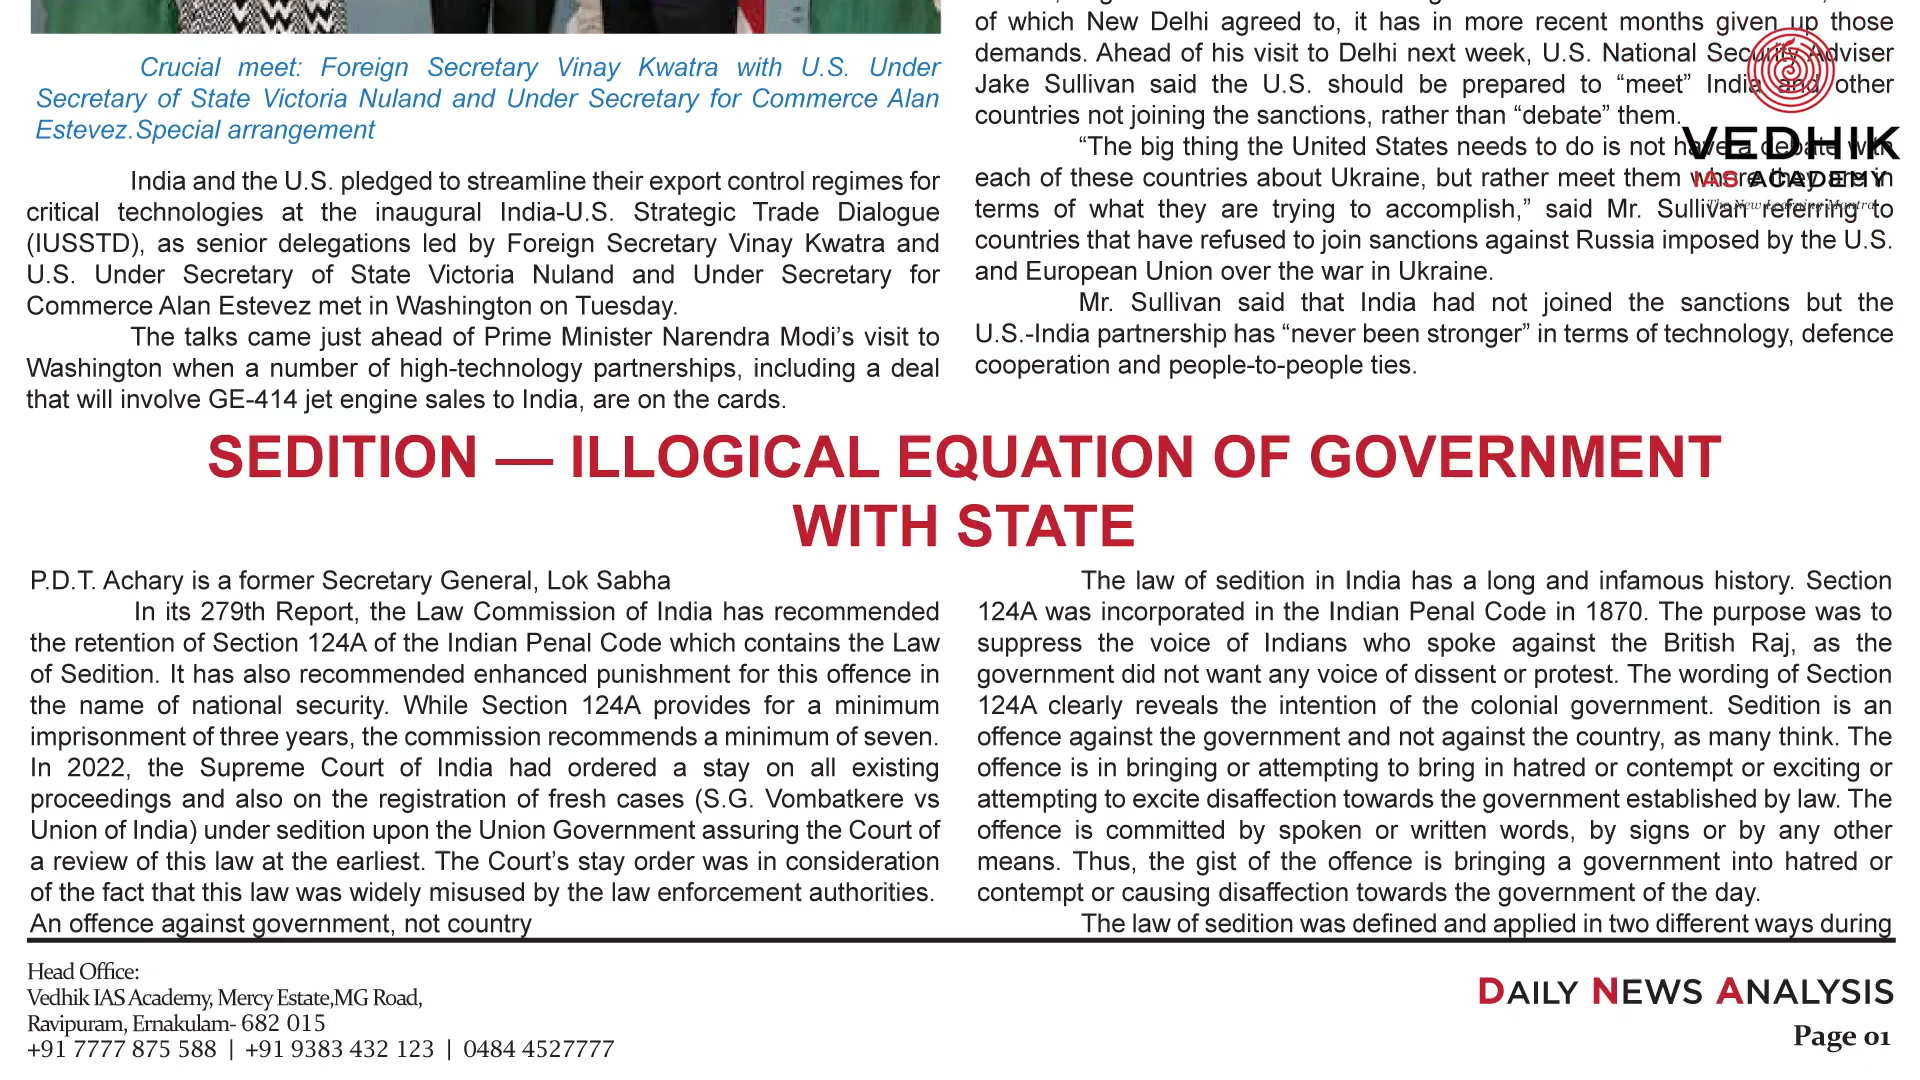 Crucial meet: Foreign Secretary Vinay Kwatra with U.S. Under
Secretary of State Victoria Nuland and Under Secretary for Commerce Alan
Estevez.Special arrangement
India and the U.S. pledged to streamline their export control regimes for
critical technologies at the inaugural India-U.S. Strategic Trade Dialogue
(IUSSTD), as senior delegations led by Foreign Secretary Vinay Kwatra and
U.S. Under Secretary of State Victoria Nuland and Under Secretary for
Commerce Alan Estevez met in Washington on Tuesday.
The talks came just ahead of Prime Minister Narendra Modi’s visit to
Washington when a number of high-technology partnerships, including a deal
that will involve GE-414 jet engine sales to India, are on the cards.
of which New Delhi agreed to, it has in more recent months given up those
demands. Ahead of his visit to Delhi next week, U.S. National Security Adviser
Jake Sullivan said the U.S. should be prepared to “meet” India and other
countries not joining the sanctions, rather than “debate” them.
“The big thing the United States needs to do is not have a debate with
each of these countries about Ukraine, but rather meet them where they are in
terms of what they are trying to accomplish,” said Mr. Sullivan referring to
countries that have refused to join sanctions against Russia imposed by the U.S.
and European Union over the war in Ukraine.
Mr. Sullivan said that India had not joined the sanctions but the
U.S.-India partnership has “never been stronger” in terms of technology, defence
cooperation and people-to-people ties.
VEDHIK
IAS ACADEMY
The New Learning Mantra
SEDITION — ILLOGICAL EQUATION OF GOVERNMENT
WITH STATE
P.D.T. Achary is a former Secretary General, Lok Sabha
In its 279th Report, the Law Commission of India has recommended
the retention of Section 124A of the Indian Penal Code which contains the Law
of Sedition. It has also recommended enhanced punishment for this offence in
the name of national security. While Section 124A provides for a minimum
imprisonment of three years, the commission recommends a minimum of seven.
In 2022, the Supreme Court of India had ordered a stay on all existing
proceedings and also on the registration of fresh cases (S.G. Vombatkere vs
Union of India) under sedition upon the Union Government assuring the Court of
a review of this law at the earliest. The Court’s stay order was in consideration
of the fact that this law was widely misused by the law enforcement authorities.
An offence against government, not country
The law of sedition in India has a long and infamous history. Section
124A was incorporated in the Indian Penal Code in 1870. The purpose was to
suppress the voice of Indians who spoke against the British Raj, as the
government did not want any voice of dissent or protest. The wording of Section
124A clearly reveals the intention of the colonial government. Sedition is an
offence against the government and not against the country, as many think. The
offence is in bringing or attempting to bring in hatred or contempt or exciting or
attempting to excite disaffection towards the government established by law. The
offence is committed by spoken or written words, by signs or by any other
means. Thus, the gist of the offence is bringing a government into hatred or
contempt or causing disaffection towards the government of the day.
The law of sedition was defined and applied in two different ways during
Head Office:
Vedhik IAS Academy, Mercy Estate,MG Road,
Ravipuram, Ernakulam- 682 015
+91 7777 875 588 | +91 9383 432 123 | 0484 4527777
DAILY NEWS ANALYSIS
Page 01